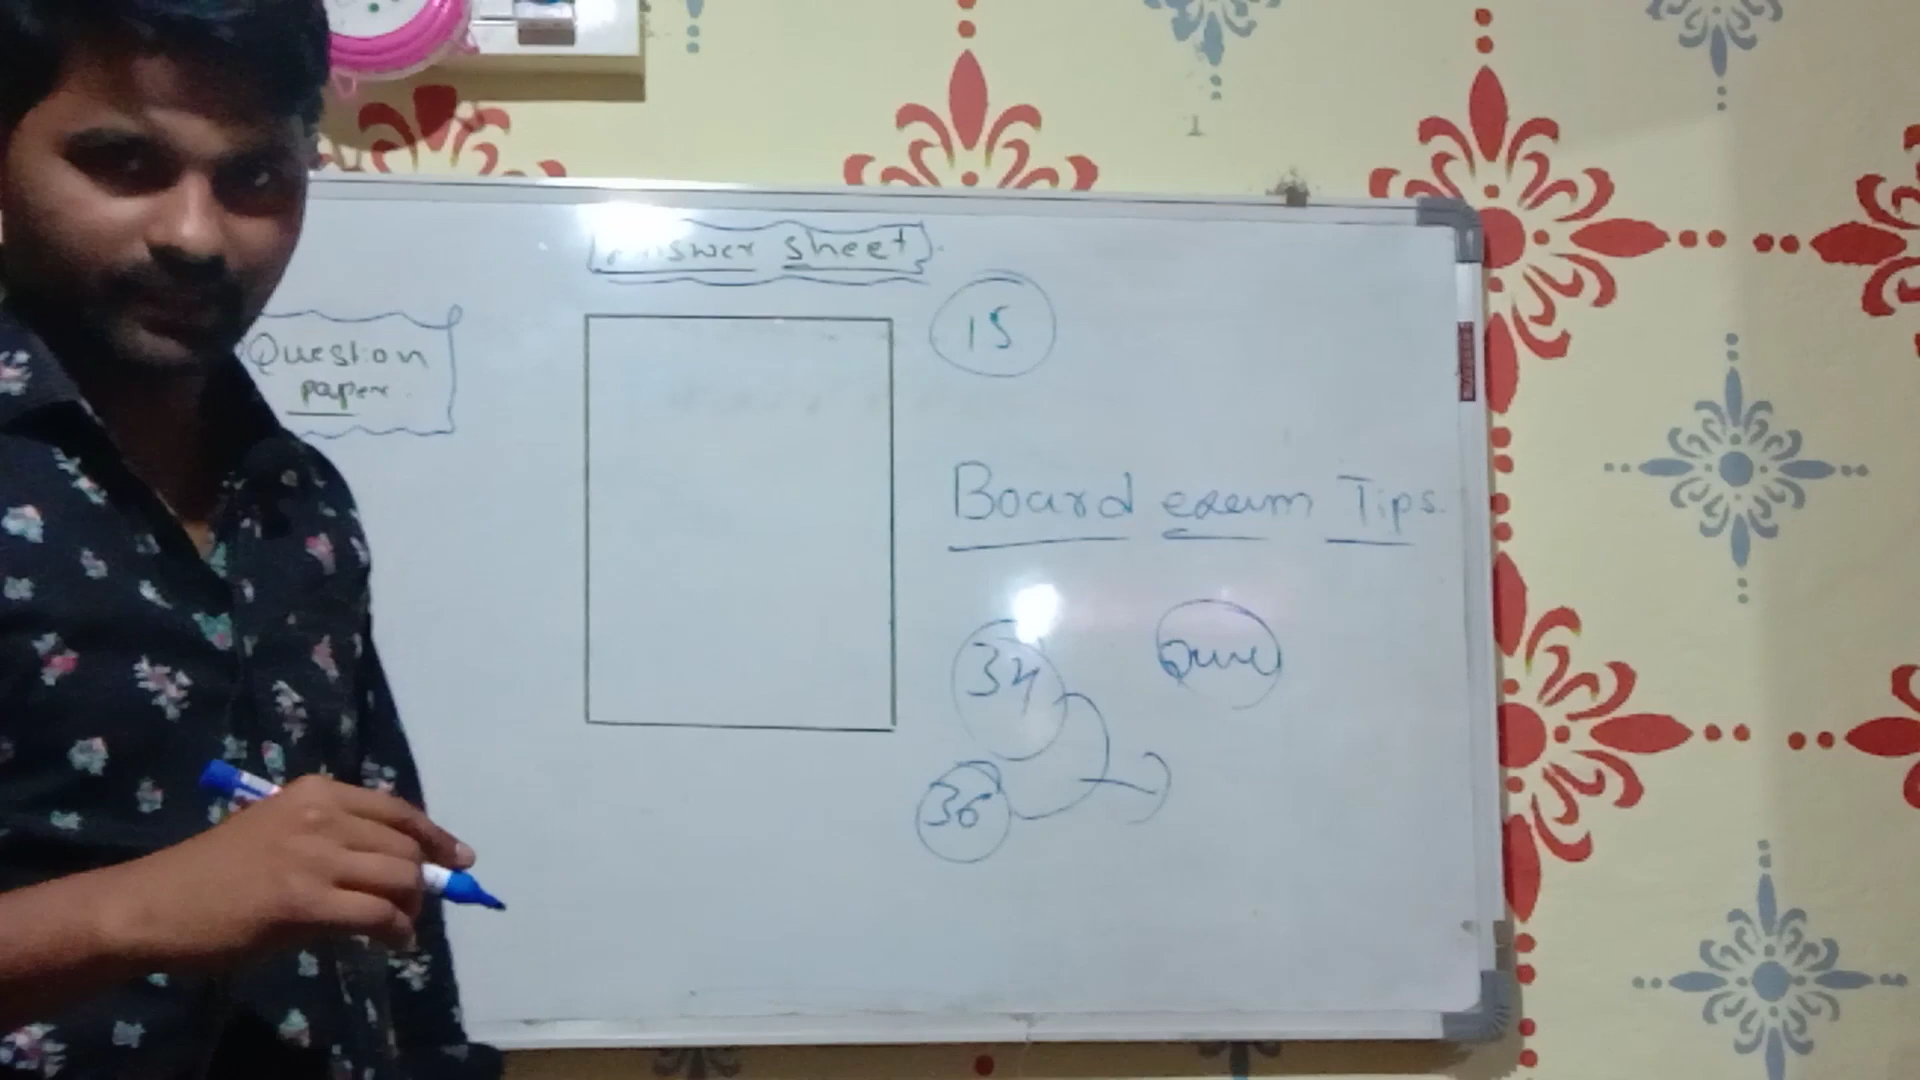 Answer sheet
15
Question
paper.
Board exam Tips.
34
36